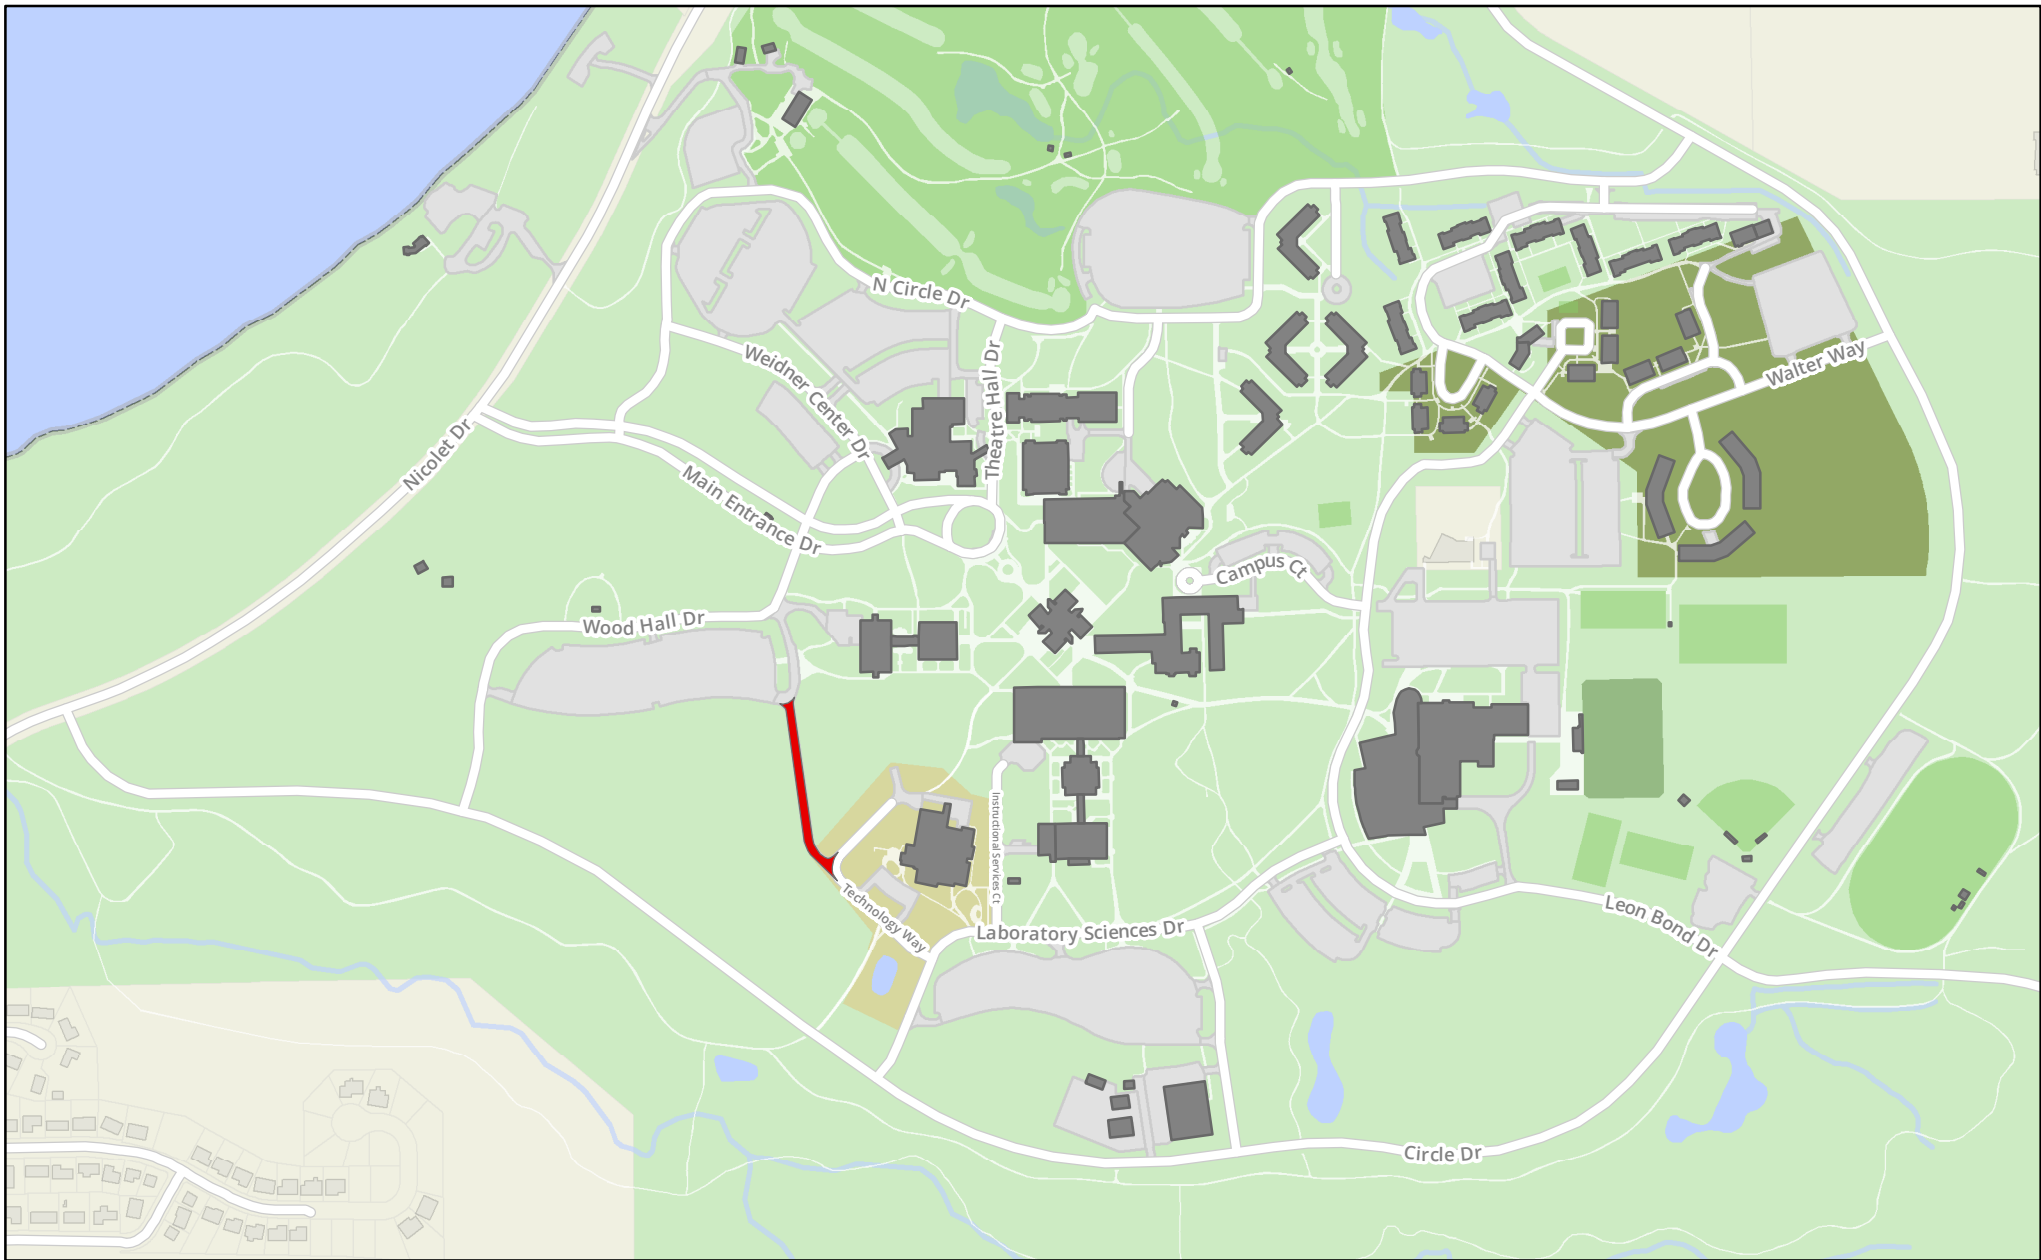 N Circle Dr
Weidner Center Dr
Theatre Hall Dr
Walter Way
Nicolet Dr
Main Entrance Dr
Campus Ct
Wood Hall Dr
Instructional Services Ct
Technology Way
Laboratory Sciences Dr
Leon Bond Dr
Circle Dr